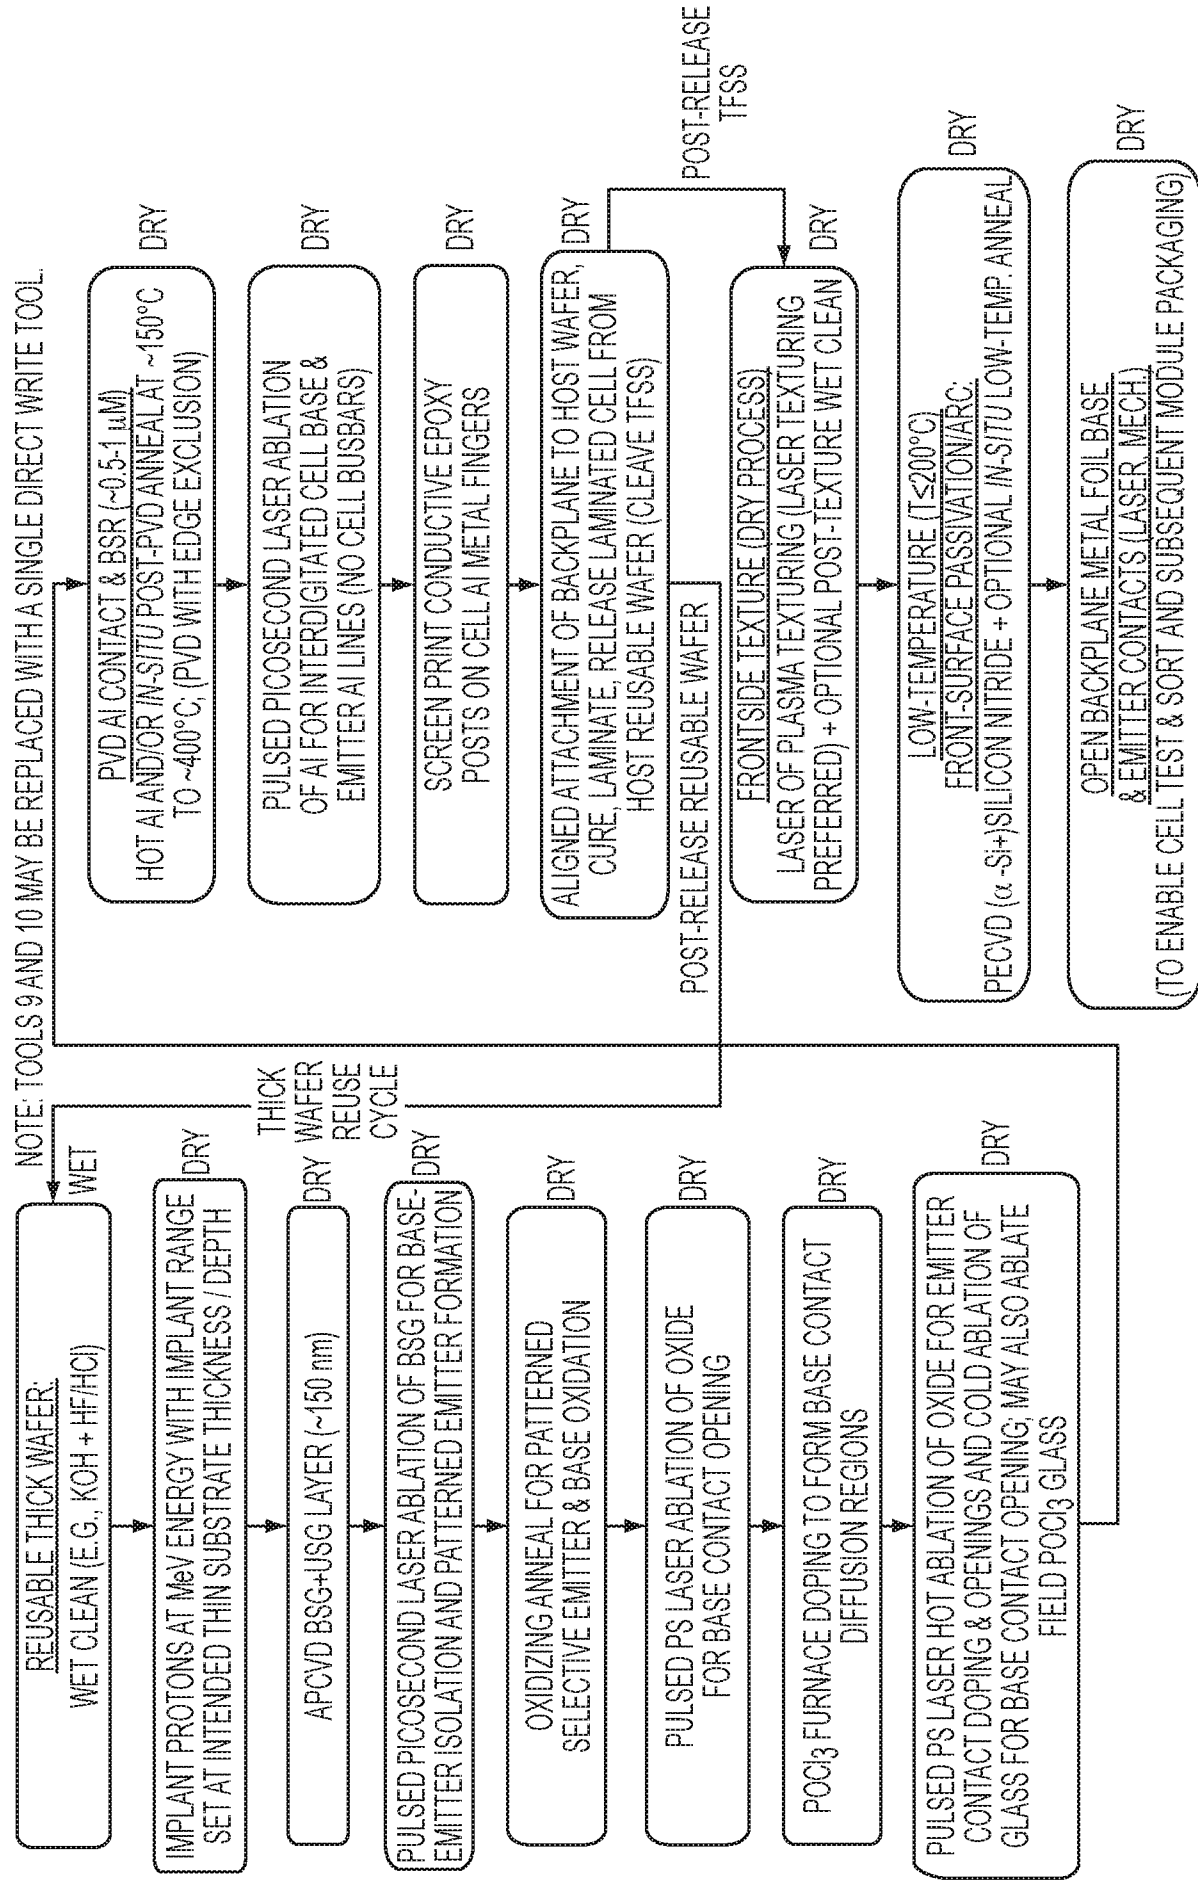 NOTE: TOOLS 9 AND 10 MAY BE REPLACED WITH A SINGLE DIRECT WRITE TOOL.
REUSABLE THICK WAFER:
WET CLEAN (E.G., KOH + HF/HCl)
WET
IMPLANT PROTONS AT MeV ENERGY WITH IMPLANT RANGE
SET AT INTENDED THIN SUBSTRATE THICKNESS / DEPTH
DRY
APCVD BSG+USG LAYER (~150 nm)
DRY
PULSED PICOSECOND LASER ABLATION OF BSG FOR BASE-
EMITTER ISOLATION AND PATTERNED EMITTER FORMATION
DRY
OXIDIZING ANNEAL FOR PATTERNED
SELECTIVE EMITTER & BASE OXIDATION
DRY
PULSED PS LASER ABLATION OF OXIDE
FOR BASE CONTACT OPENING
DRY
POCl3 FURNACE DOPING TO FORM BASE CONTACT
DIFFUSION REGIONS
DRY
PULSED PS LASER HOT ABLATION OF OXIDE FOR EMITTER
CONTACT DOPING & OPENINGS AND COLD ABLATION OF
GLASS FOR BASE CONTACT OPENING; MAY ALSO ABLATE
FIELD POCl3 GLASS
DRY
THICK
WAFER
REUSE
CYCLE
PVD Al CONTACT & BSR (~0.5-1 µM)
HOT Al AND/OR IN-SITU POST-PVD ANNEAL AT ~150°C
TO ~400°C, (PVD WITH EDGE EXCLUSION)
DRY
PULSED PICOSECOND LASER ABLATION
OF Al FOR INTERDIGITATED CELL BASE &
EMITTER Al LINES (NO CELL BUSBARS)
DRY
SCREEN PRINT CONDUCTIVE EPOXY
POSTS ON CELL Al METAL FINGERS
DRY
ALIGNED ATTACHMENT OF BACKPLANE TO HOST WAFER,
CURE, LAMINATE, RELEASE LAMINATED CELL FROM
HOST REUSABLE WAFER (CLEAVE TFSS)
DRY
POST-RELEASE REUSABLE WAFER
POST-RELEASE
TFSS
FRONTSIDE TEXTURE (DRY PROCESS)
LASER OF PLASMA TEXTURING (LASER TEXTURING
PREFERRED) + OPTIONAL POST-TEXTURE WET CLEAN
DRY
LOW-TEMPERATURE (T≤200°C)
FRONT-SURFACE PASSIVATION/ARC:
PECVD (α -Si+)SILICON NITRIDE + OPTIONAL IN-SITU LOW-TEMP. ANNEAL
DRY
OPEN BACKPLANE METAL FOIL BASE
& EMITTER CONTACTS (LASER, MECH.)
(TO ENABLE CELL TEST & SORT AND SUBSEQUENT MODULE PACKAGING)
DRY